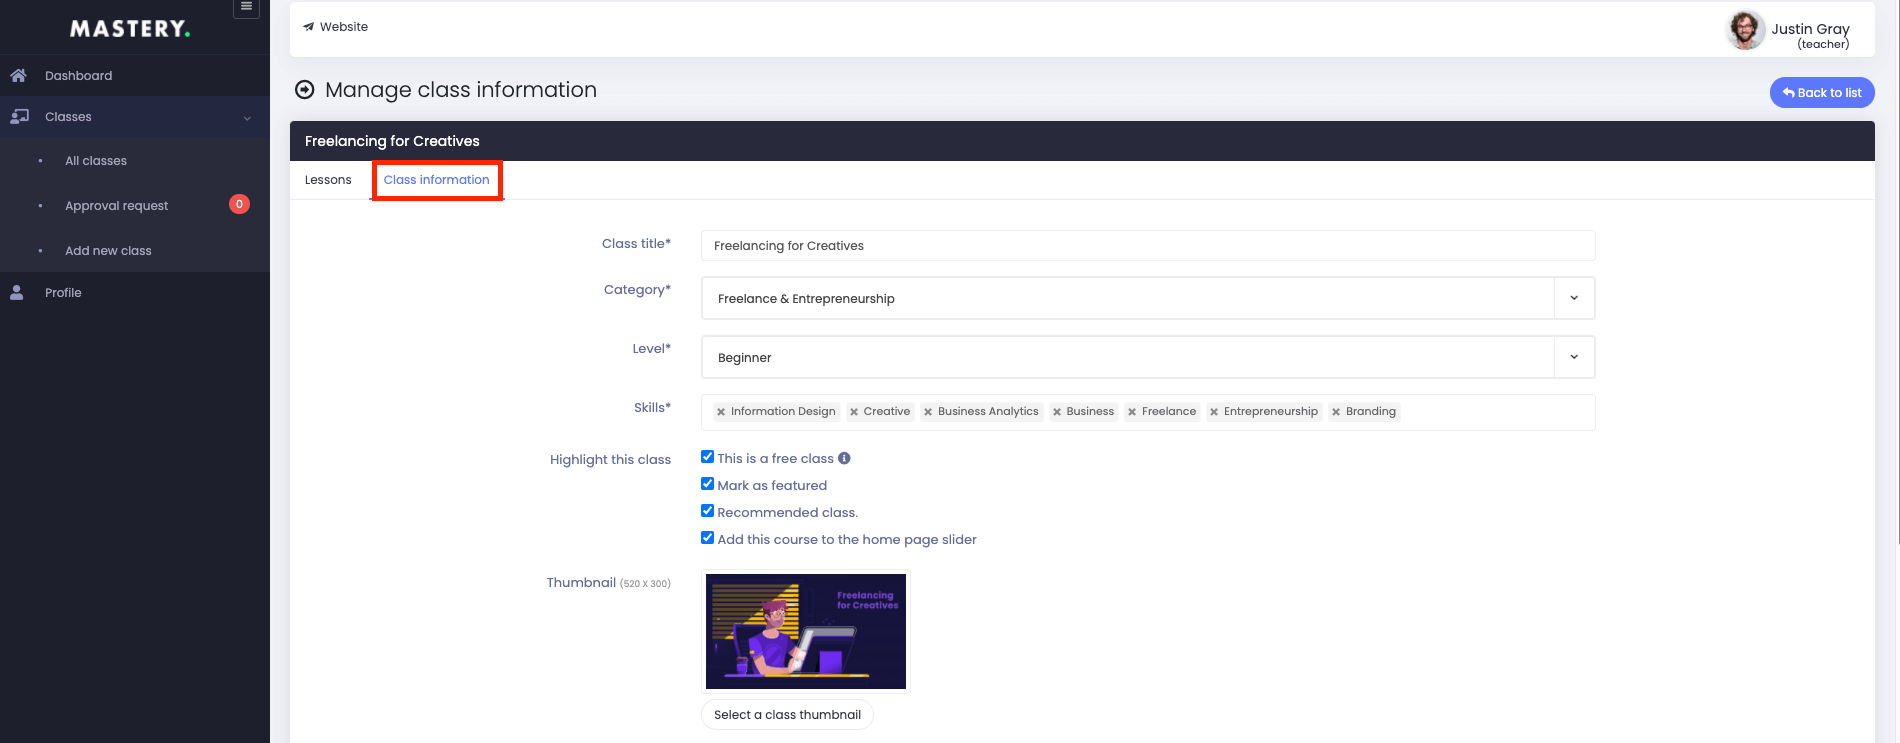 MASTERY.
Website
Justin Gray
(teacher)
Dashboard
Classes
All classes
Approval request 0
Add new class
Profile
Manage class information
Back to list
Freelancing for Creatives
Lessons Class information
Class title* Freelancing for Creatives
Category* Freelance & Entrepreneurship
Level* Beginner
Skills* × Information Design × Creative × Business Analytics × Business × Freelance × Entrepreneurship × Branding
Highlight this class This is a free class
Mark as featured
Recommended class.
Add this course to the home page slider
Thumbnail (520 X 300)
Freelancing
for Creatives
Select a class thumbnail